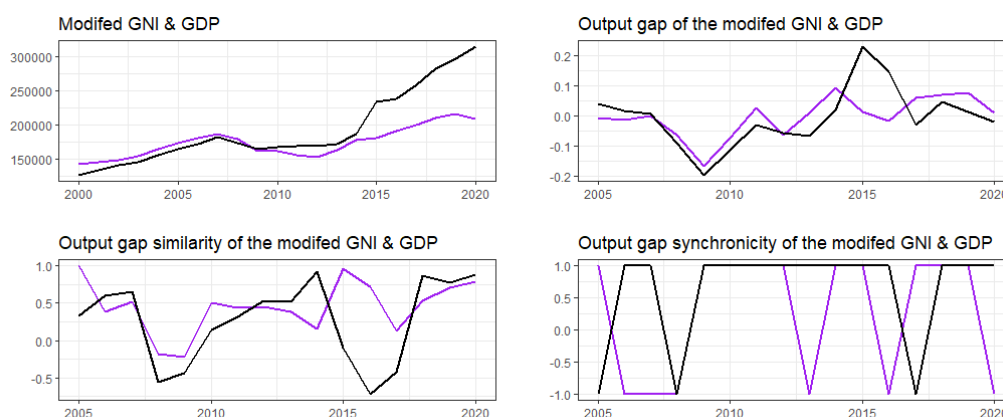 Modifed GNI & GDP
300000
250000
200000
150000
2000 2005 2010 2015 2020
Output gap of the modifed GNI & GDP
0.2
0.1
0.0
-0.1
-0.2
2005 2010 2015 2020
Output gap similarity of the modifed GNI & GDP
1.0
0.5
0.0
-0.5
2005 2010 2015 2020
Output gap synchronicity of the modifed GNI & GDP
1.0
0.5
0.0
-0.5
-1.0
2005 2010 2015 2020